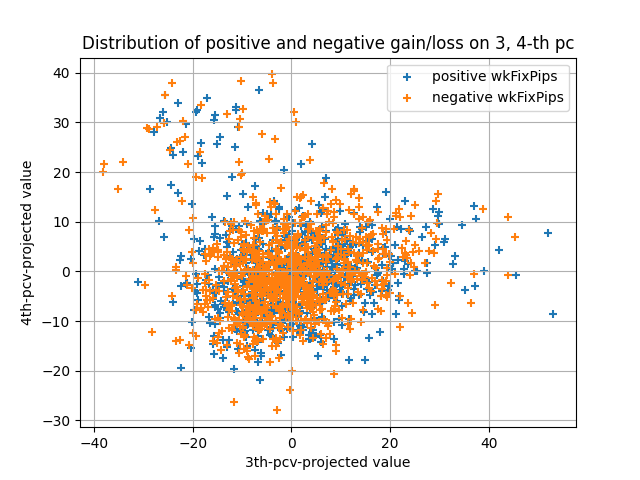 Distribution of positive and negative gain/loss on 3, 4-th pc
positive wkFixPips
negative wkFixPips
40
30
20
10
0
−10
−20
−30
4th-pcv-projected value
−40
−20
0
20
40
3th-pcv-projected value